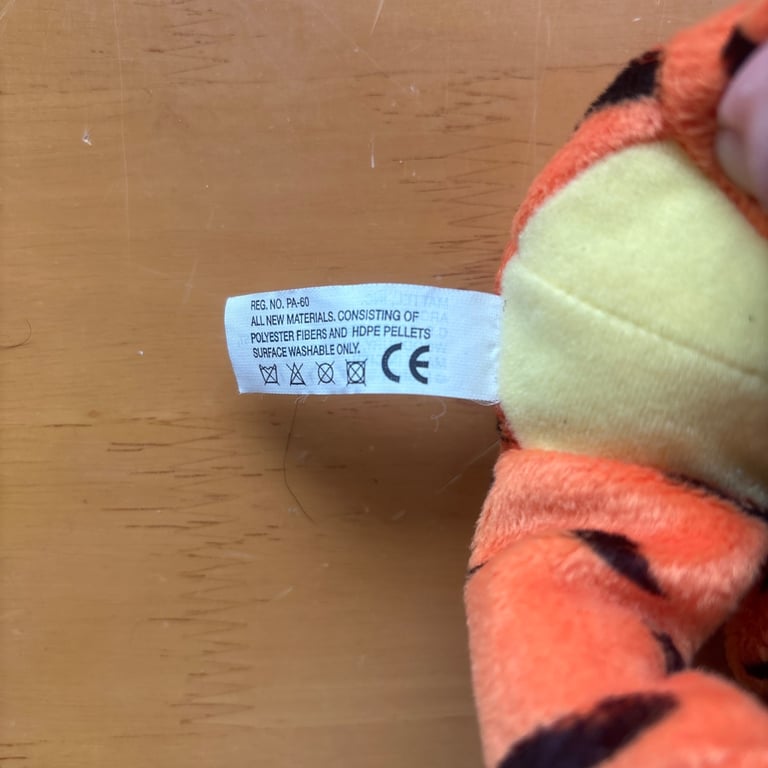 REG. NO. PA-60
ALL NEW MATERIALS. CONSISTING OF
POLYESTER FIBERS AND HDPE PELLETS
SURFACE WASHABLE ONLY.
CE